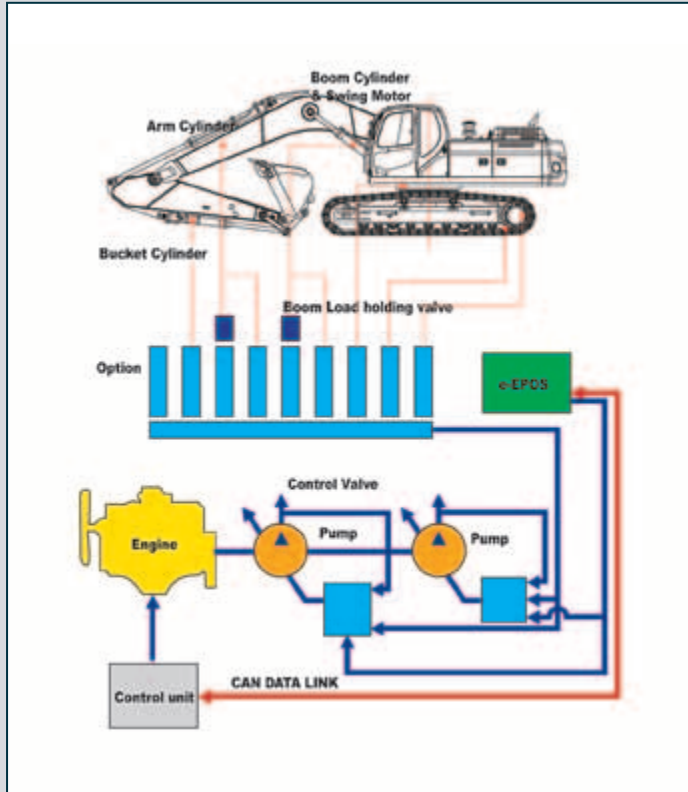 Boom Cylinder
& Swing Motor
Arm Cylinder
Bucket Cylinder
Boom Load holding valve
Option
e-EPOS
Control Valve
Engine
Pump
Pump
CAN DATA LINK
Control unit